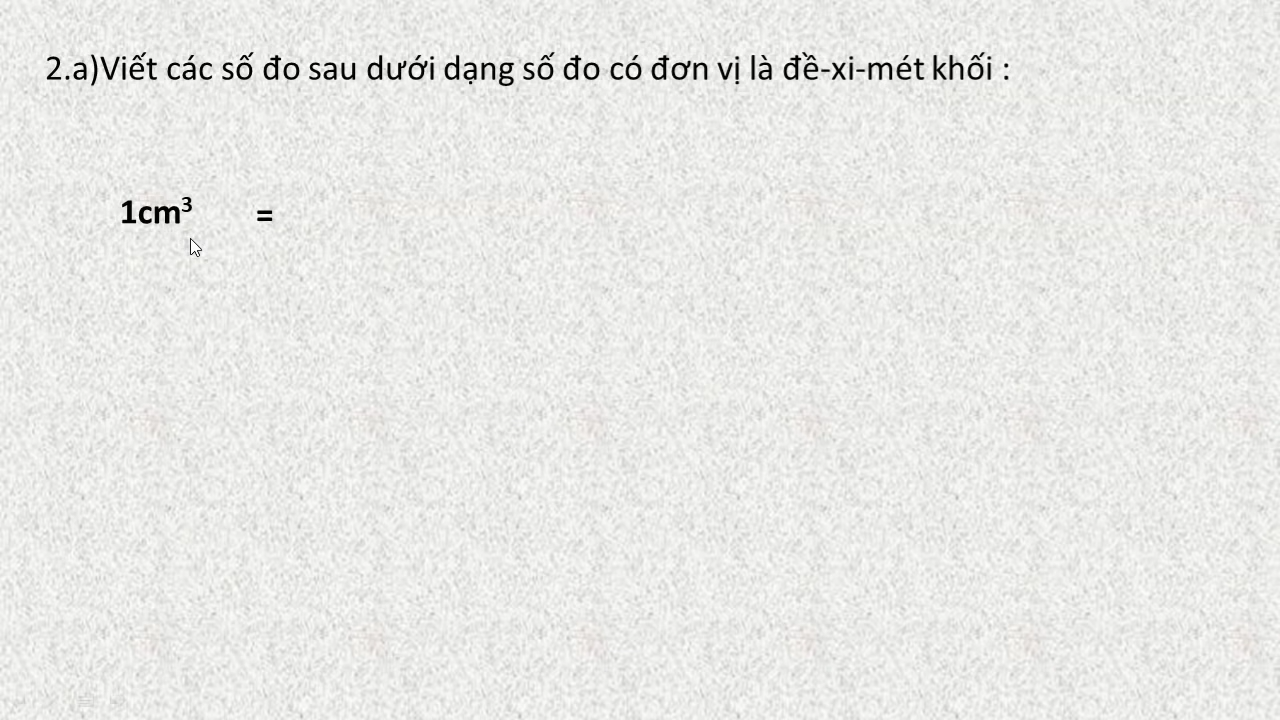 2.a)Viết các số đo sau dưới dạng số đo có đơn vị là đề-xi-mét khối :
1cm³ =